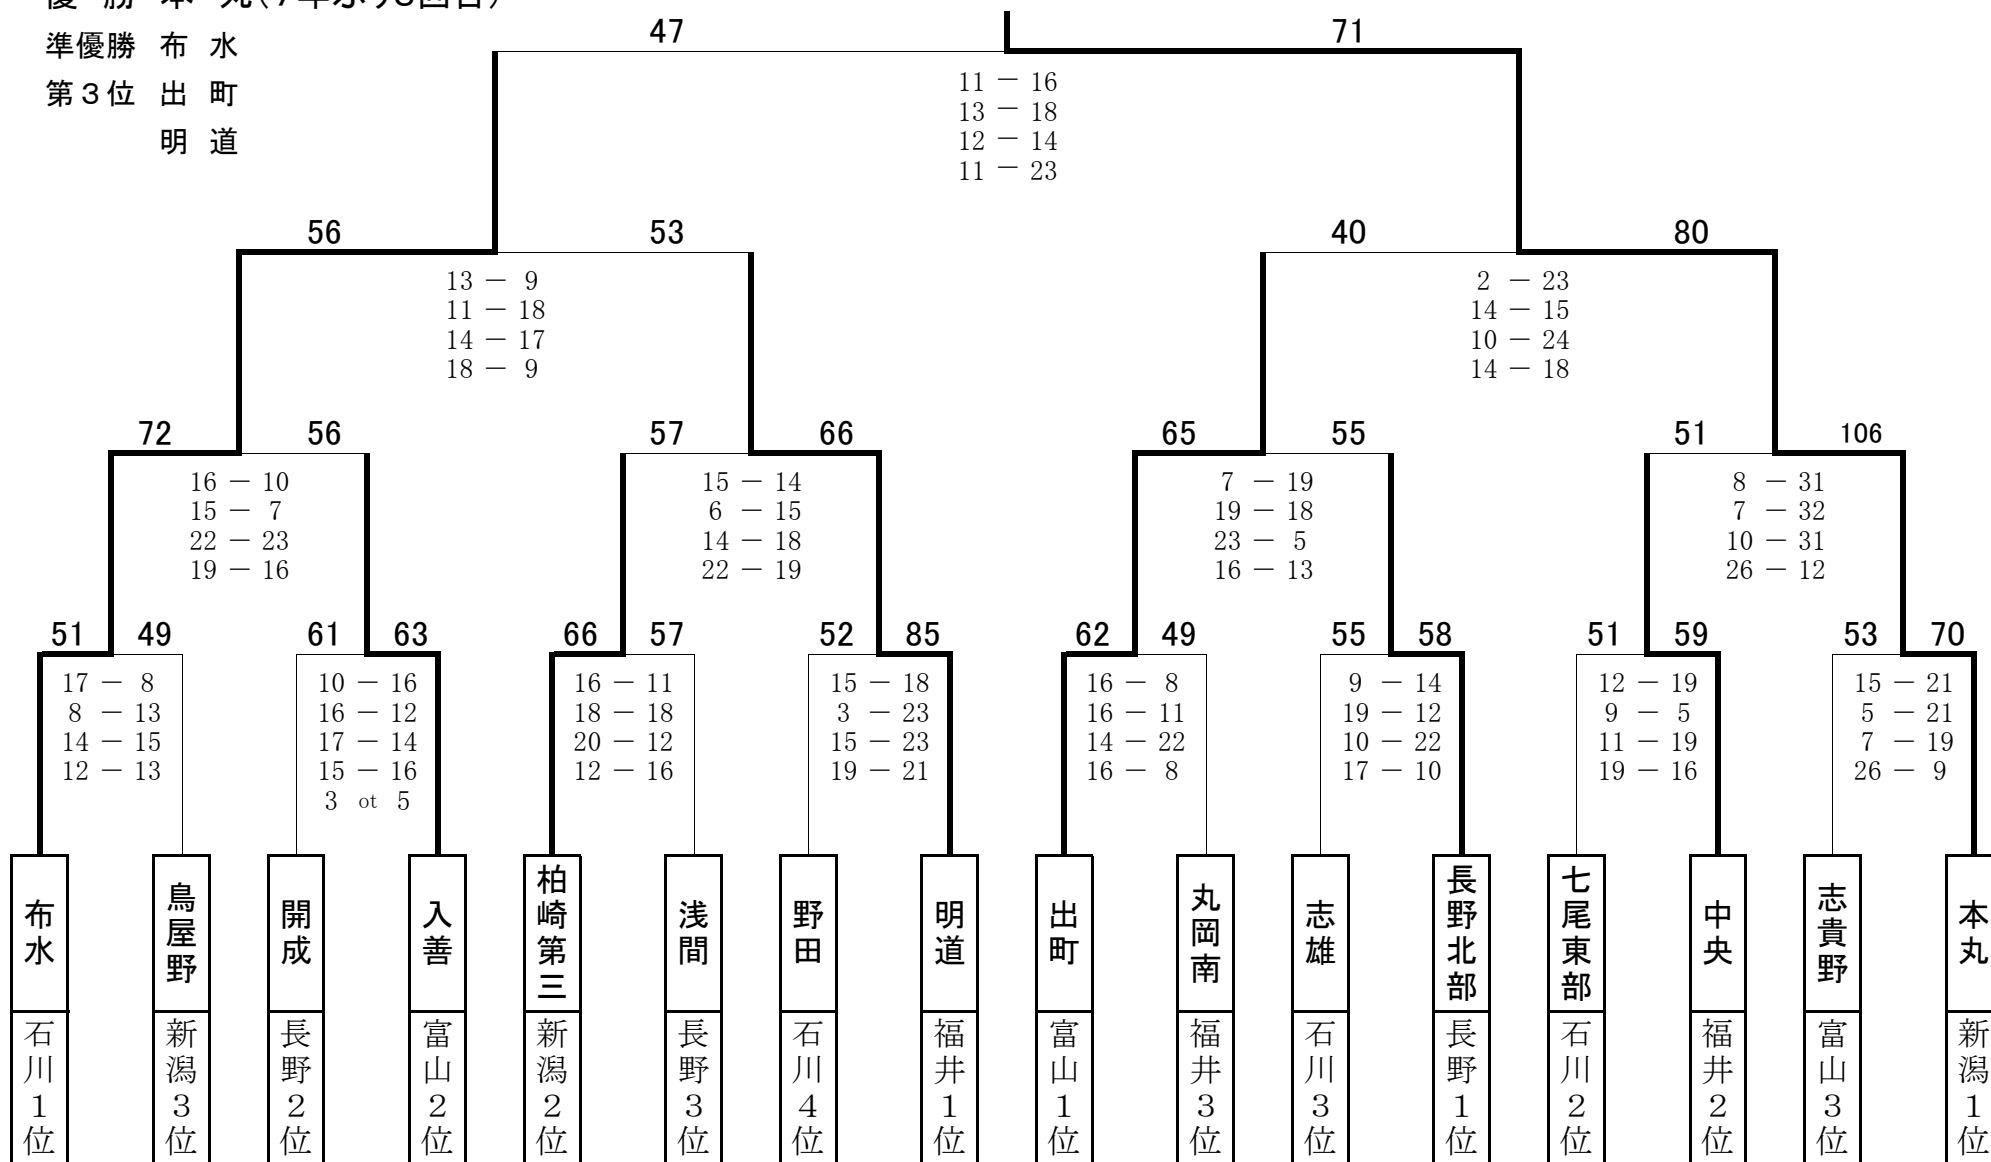 優 勝 本 丸(7年ぶり3回目)
準優勝 布 水
第3位 出 町
明 道
47 71
11 － 16
13 － 18
12 － 14
11 － 23
56 53 40 80
13 － 9
11 － 18
14 － 17
18 － 9
2 － 23
14 － 15
10 － 24
14 － 18
72 56 57 66 65 55 51 106
16 － 10
15 － 7
22 － 23
19 － 16
15 － 14
6 － 15
14 － 18
22 － 19
7 － 19
19 － 18
23 － 5
16 － 13
8 － 31
7 － 32
10 － 31
26 － 12
51 49 61 63 66 57 52 85 62 49 55 58 51 59 53 70
17 － 8
8 － 13
14 － 15
12 － 13
10 － 16
16 － 12
17 － 14
15 － 16
3 ot 5
16 － 11
18 － 18
20 － 12
12 － 16
15 － 18
3 － 23
15 － 23
19 － 21
16 － 8
16 － 11
14 － 22
16 － 8
9 － 14
19 － 12
10 － 22
17 － 10
12 － 19
9 － 5
11 － 19
19 － 16
15 － 21
5 － 21
7 － 19
26 － 9
布水
石川1位
鳥屋野
新潟3位
開成
長野2位
入善
富山2位
柏崎第三
新潟2位
浅間
長野3位
野田
石川4位
明道
福井1位
出町
富山1位
丸岡南
福井3位
志雄
石川3位
長野北部
長野1位
七尾東部
石川2位
中央
福井2位
志貴野
富山3位
本丸
新潟1位